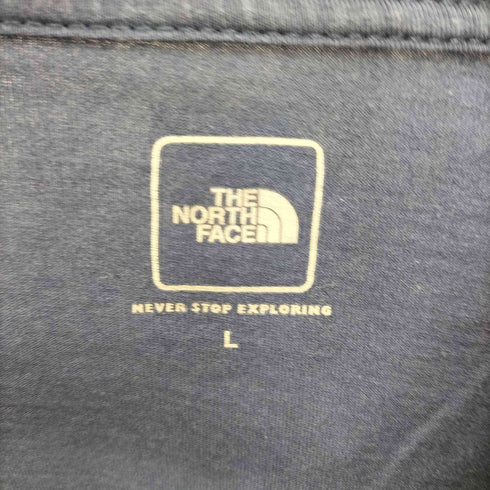 THE
NORTH
FACE
NEVER STOP EXPLORING
L